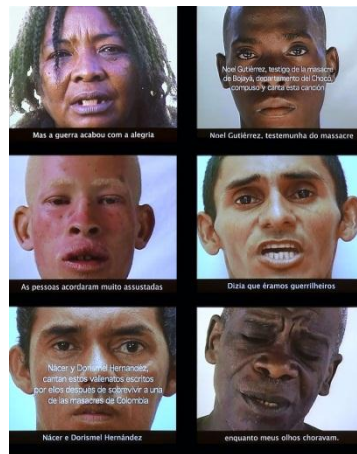 Mas a guerra acabou com a alegria
Noel Gutiérrez, testigo de la masacre
de Bojayá, departamento del Chocó,
compuso y canta esta canción
Noel Gutiérrez, testemunha do massacre
As pessoas acordaram muito assustadas
Dizia que éramos guerrilheiros
Nácer y Dorismel Hernandez,
cantan estos valenatos escritos
por ellos después de sobrevivir a una
de las masacres de Colombia
Nácer e Dorismel Hernández
enquanto meus olhos choravam.